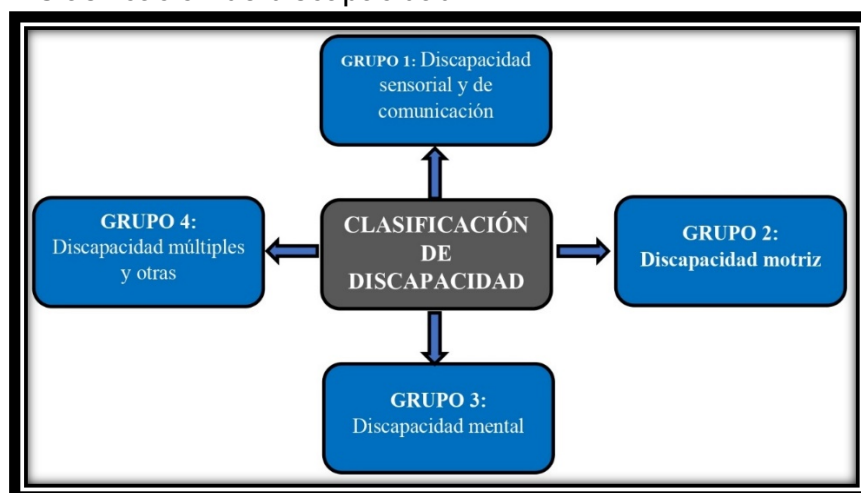 GRUPO 1: Discapacidad
sensorial y de
comunicación
GRUPO 4:
Discapacidad múltiples
y otras
CLASIFICACIÓN
DE
DISCAPACIDAD
GRUPO 2:
Discapacidad motriz
GRUPO 3:
Discapacidad mental